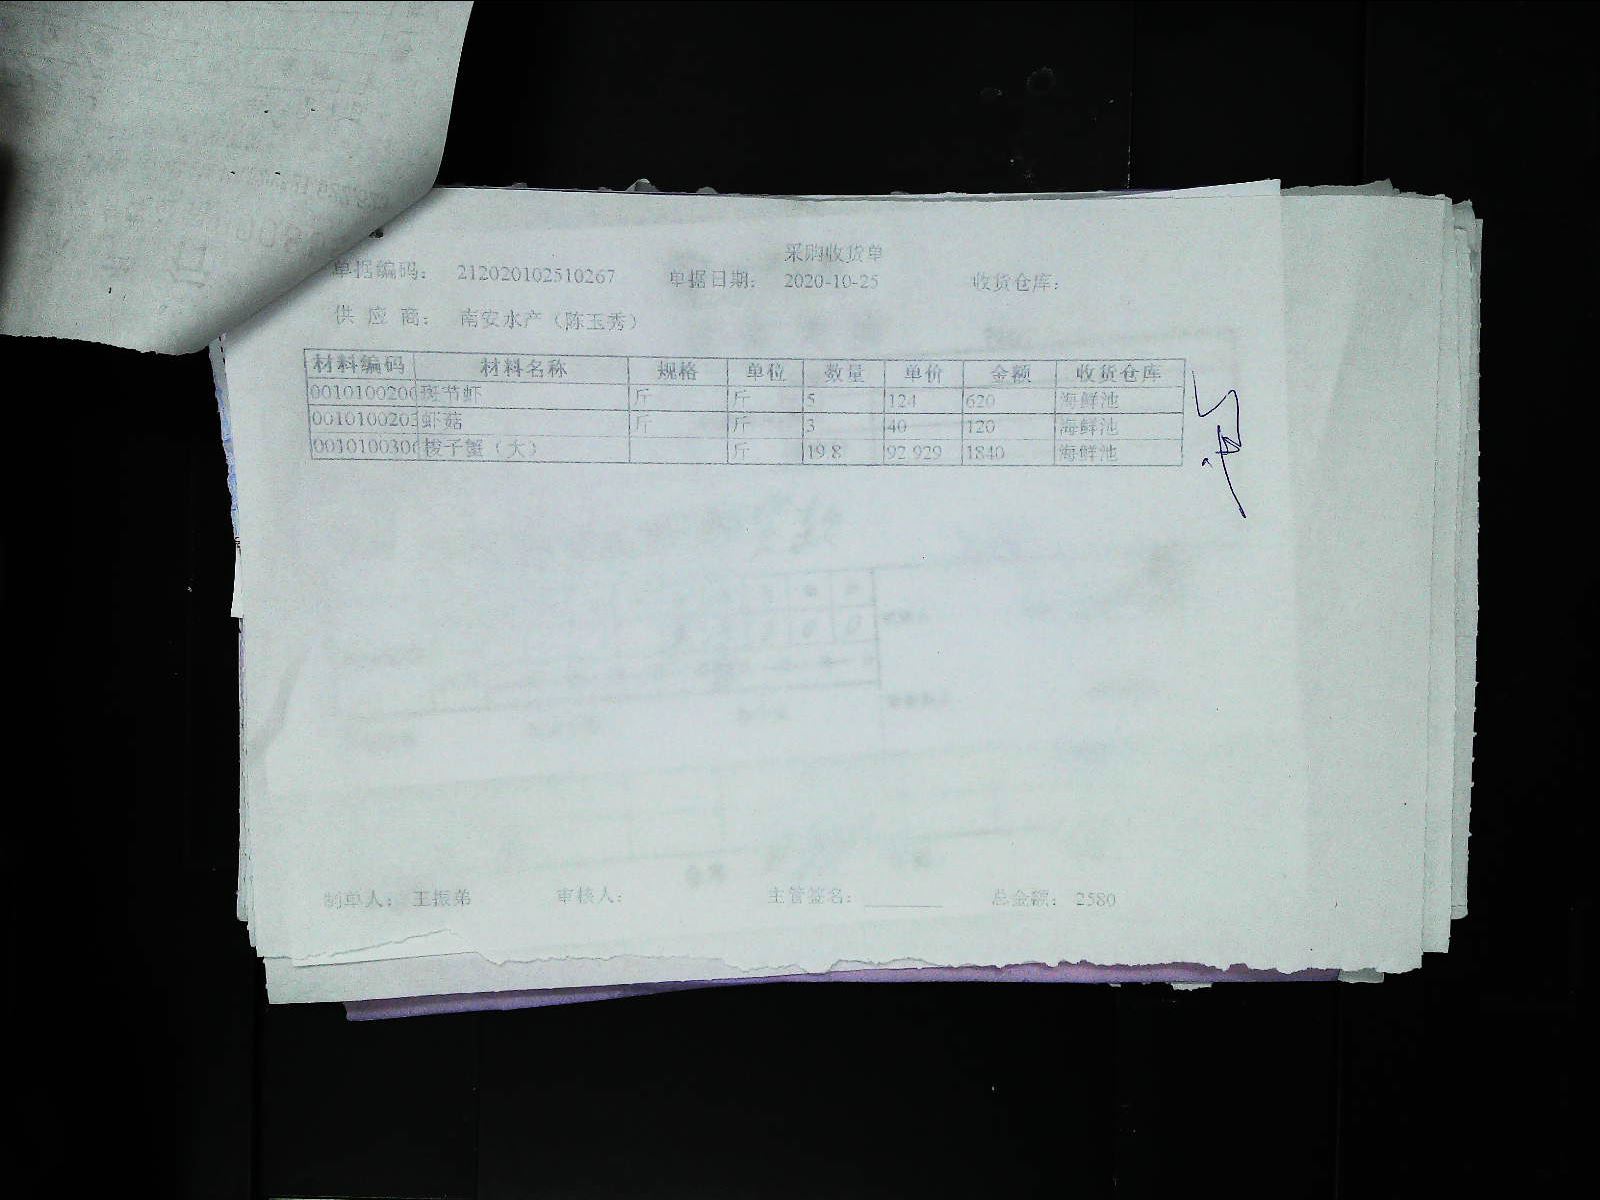 采购收货单
单据编码： 212020102510267 单据日期： 2020-10-25 收货仓库：
供 应 商： 南安水产（陈玉秀）
材料编码 材料名称 规格 单位 数量 单价 金额 收货仓库
0010100200 斑节虾 斤 斤 5 124 620 海鲜池
0010100203 虾菇 斤 斤 3 40 120 海鲜池
0010100300 拨子蟹（大） 斤 19.8 92.929 1840 海鲜池
制单人： 王振弟 审核人： 主管签名： 总金额： 2580